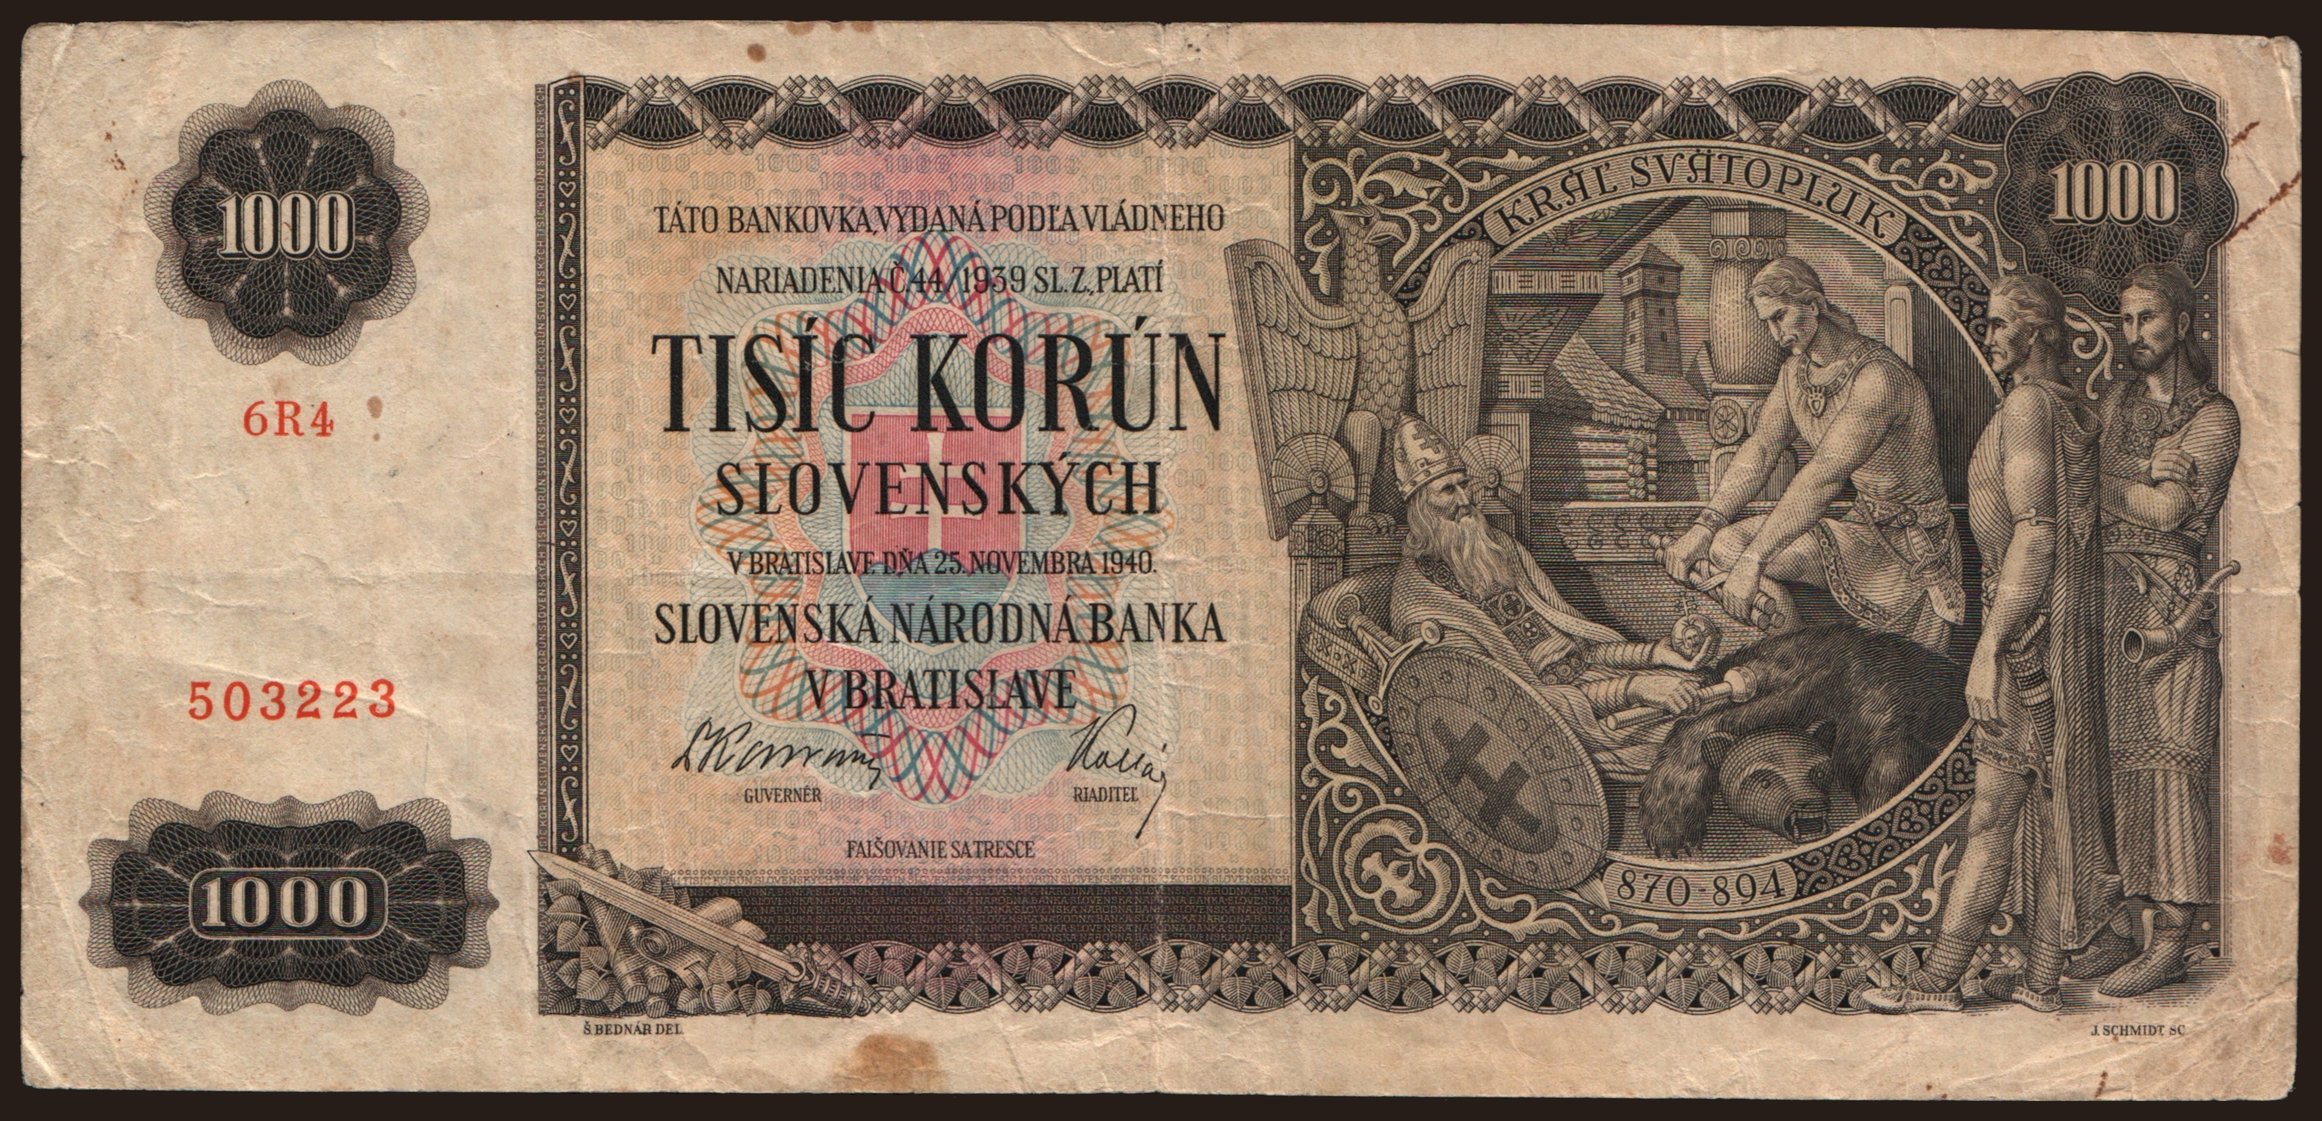 1000
6R4
503223
1000
TÁTO BANKOVKA, VYDANÁ PODĽA VLÁDNEHO
NARIADENIA Č. 44/1939 SL. Z., PLATÍ
TISÍC KORÚN
SLOVENSKÝCH
V BRATISLAVE DŇA 25. NOVEMBRA 1940.
SLOVENSKÁ NÁRODNÁ BANKA
V BRATISLAVE
GUVERNÉR
RIADITEĽ
FALŠOVANIE SA TRESCE
KRÁĽ SVÄTOPLUK
1000
870-894
Š. BEDNÁR DEL.
J. SCHMIDT SC